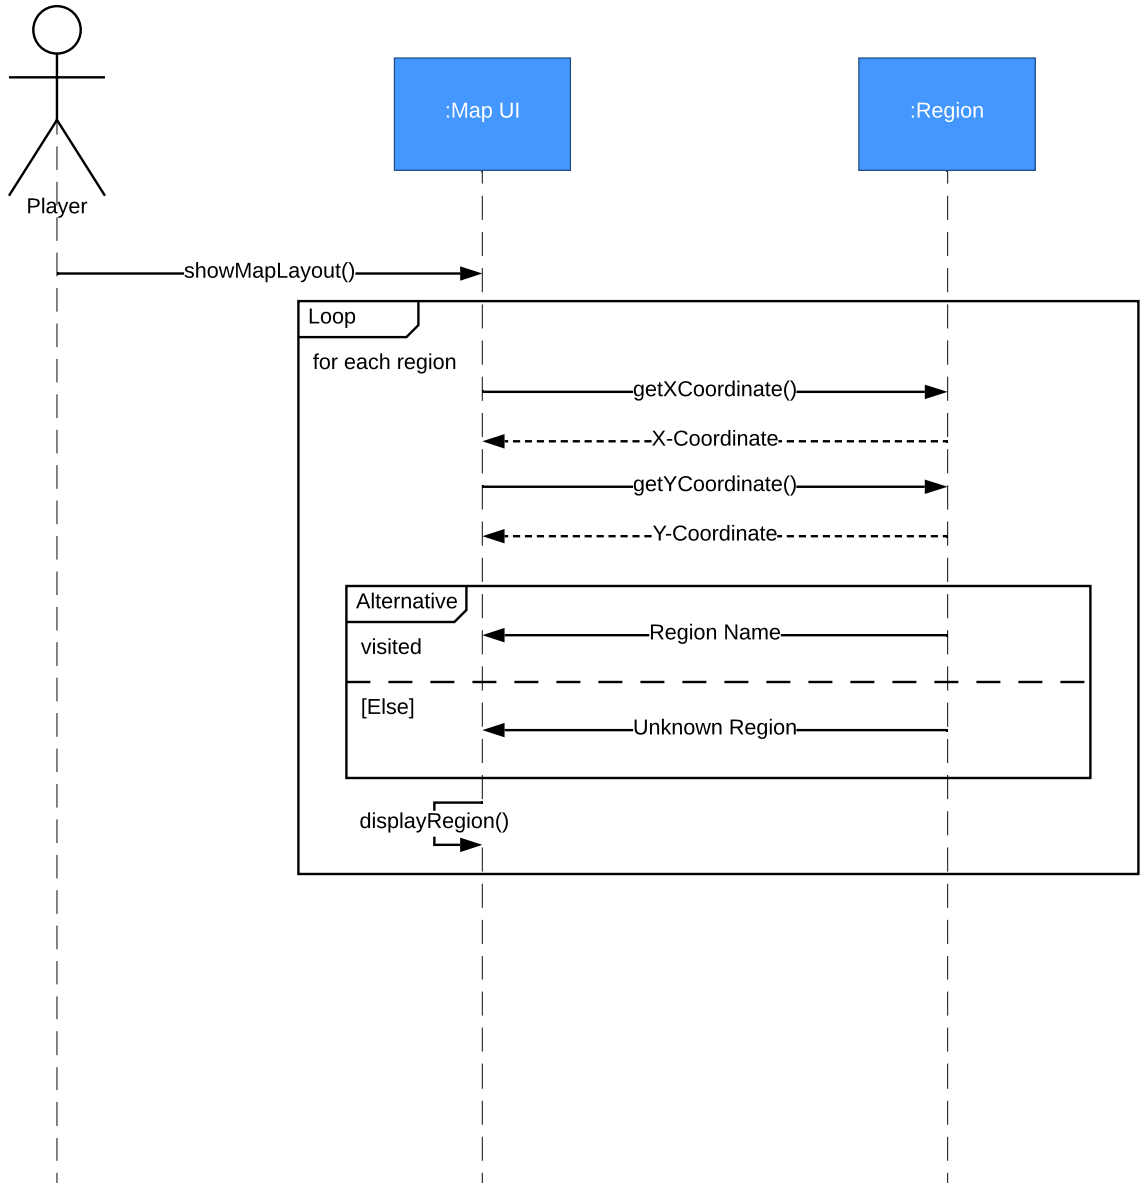 :Map UI
:Region
Player
showMapLayout()
Loop
for each region
getXCoordinate()
X-Coordinate
getYCoordinate()
Y-Coordinate
Alternative
Region Name
visited
[Else]
Unknown Region
displayRegion()